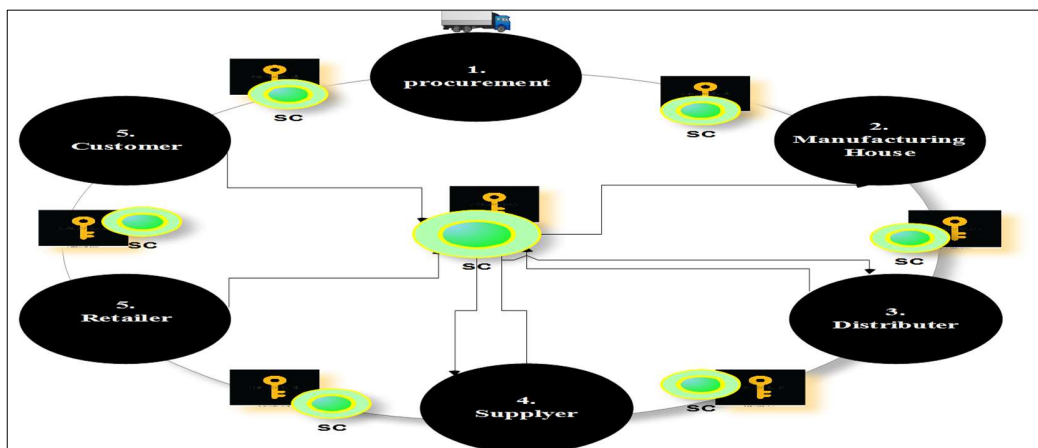 1.
procurement
SC
SC
5.
Customer
2.
Manufacturing
House
SC
SC
SC
5.
Retailer
3.
Distributer
SC
SC
4.
Supplyer